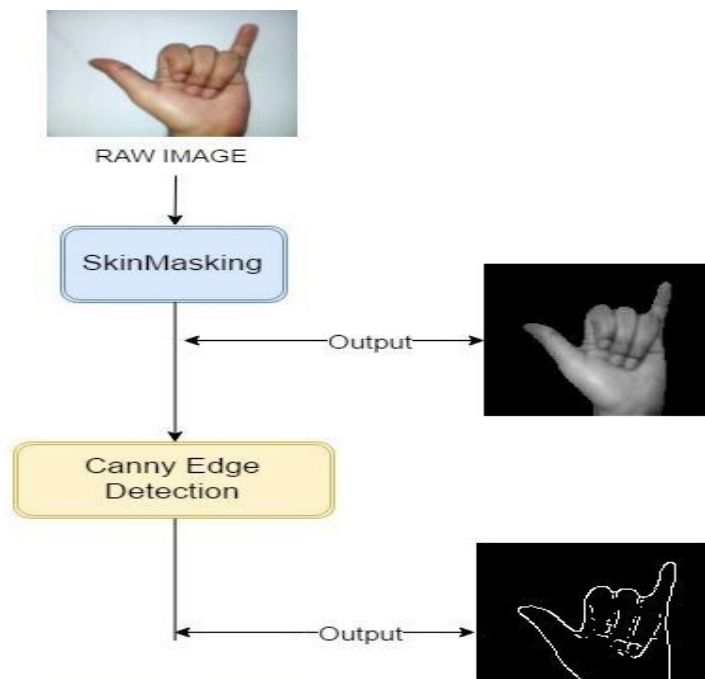 RAW IMAGE
SkinMasking
Output
Canny Edge
Detection
Output